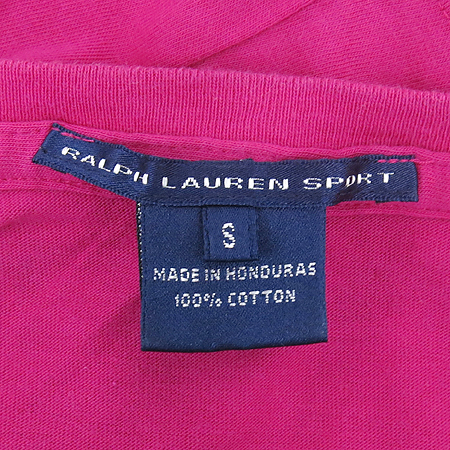 RALPH LAUREN SPORT
S
MADE IN HONDURAS
100% COTTON